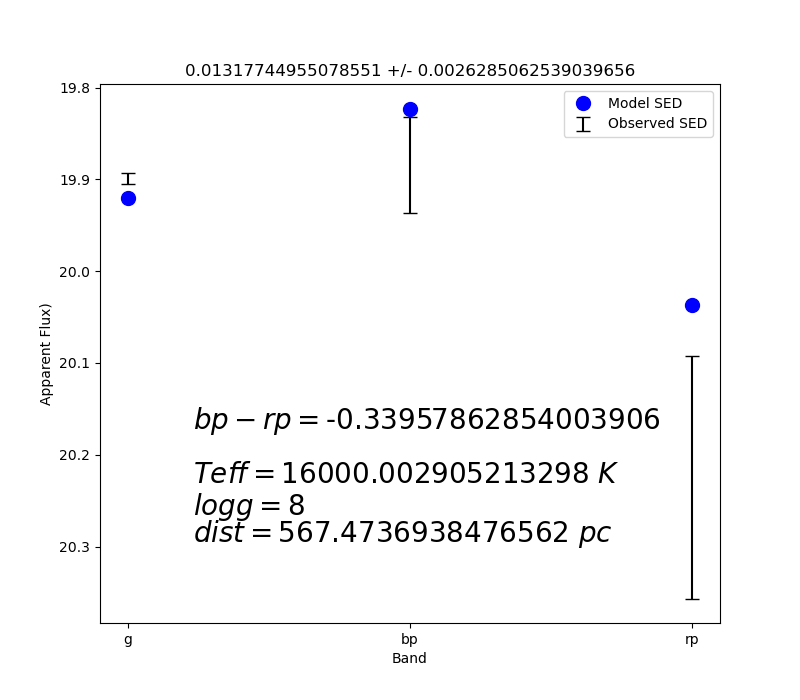 0.01317744955078551 +/- 0.0026285062539039656
19.8
19.9
20.0
20.1
20.2
20.3
Apparent Flux)
Model SED
Observed SED
bp − rp = -0.33957862854003906
Teff = 16000.002905213298 K
logg = 8
dist = 567.4736938476562 pc
g bp rp
Band